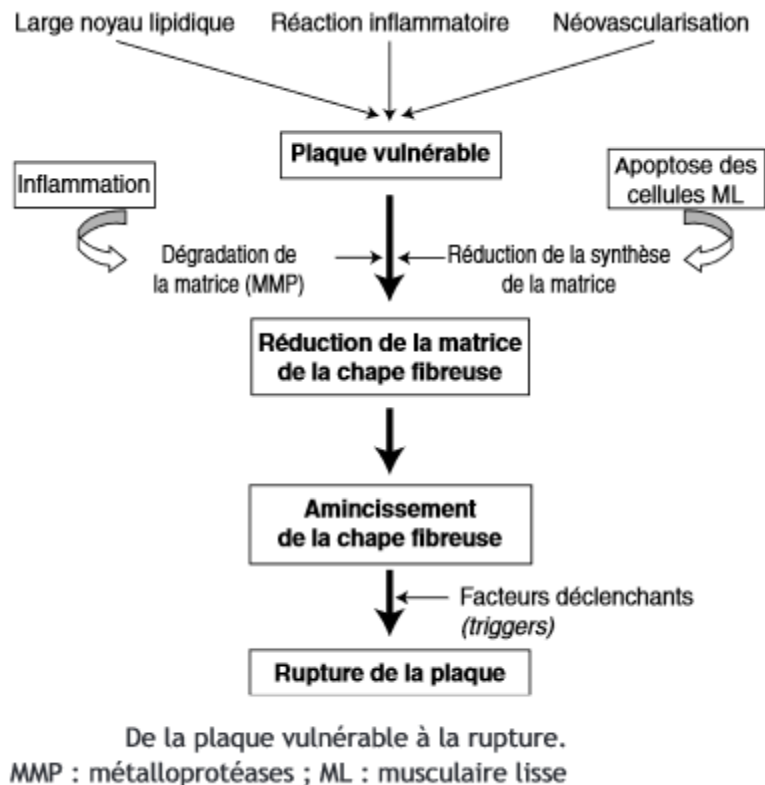 Large noyau lipidique
Réaction inflammatoire
Néovascularisation
Plaque vulnérable
Inflammation
Apoptose des
cellules ML
Dégradation de
la matrice (MMP)
Réduction de la synthèse
de la matrice
Réduction de la matrice
de la chape fibreuse
Amincissement
de la chape fibreuse
Facteurs déclenchants
(triggers)
Rupture de la plaque
De la plaque vulnérable à la rupture.
MMP : métalloprotéases ; ML : musculaire lisse